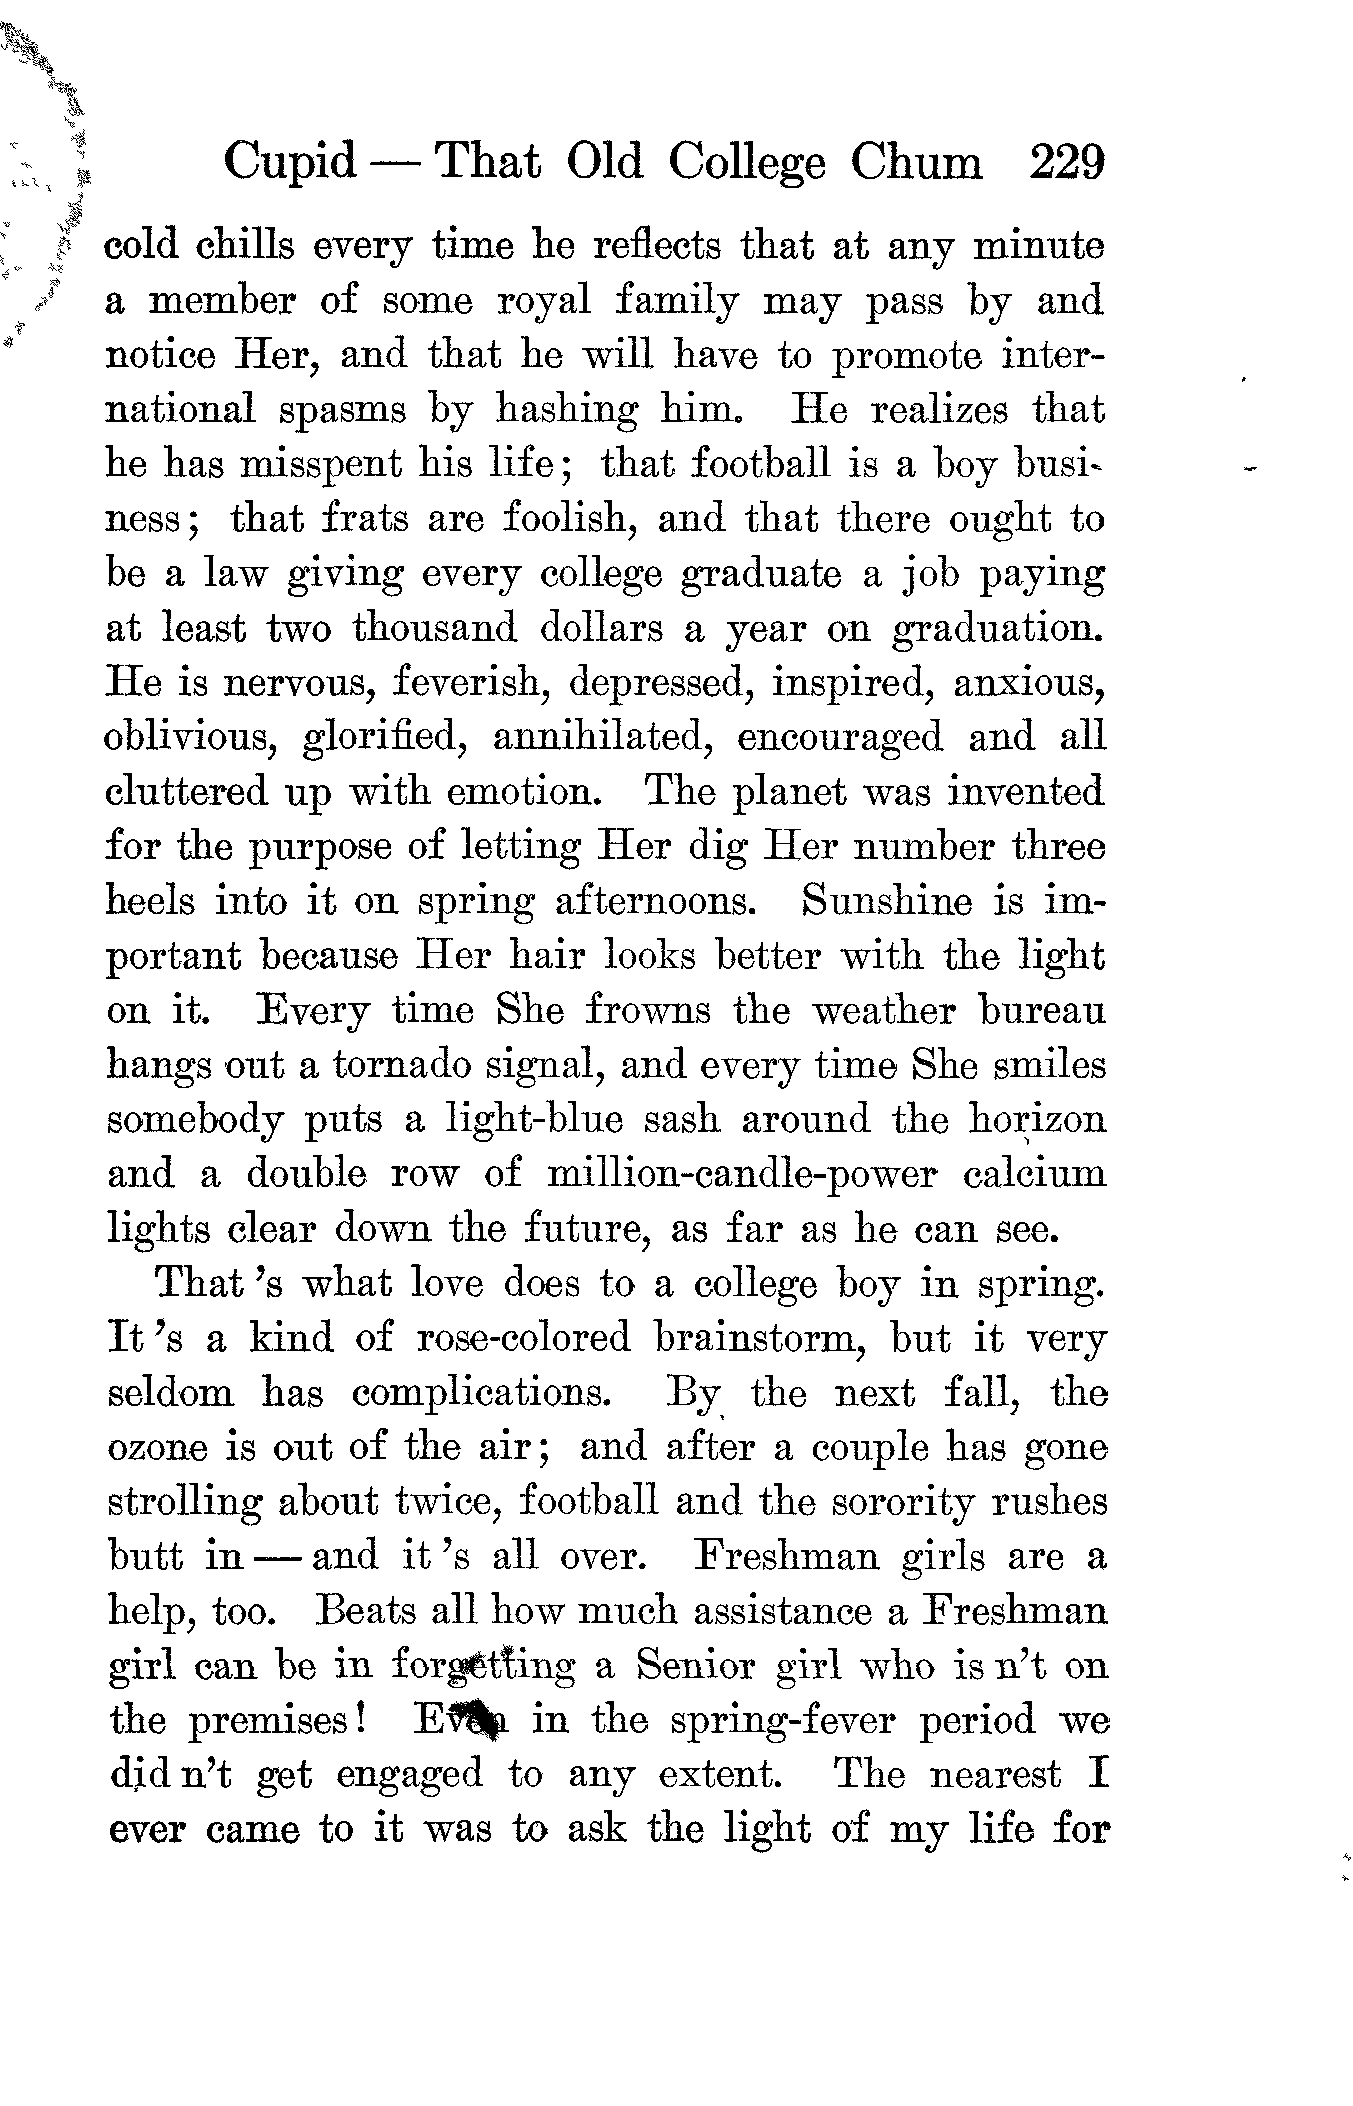 Cupid — That Old College Chum 229
cold chills every time he reflects that at any minute
a member of some royal family may pass by and
notice Her, and that he will have to promote inter-
national spasms by hashing him. He realizes that
he has misspent his life; that football is a boy busi-
ness; that frats are foolish, and that there ought to
be a law giving every college graduate a job paying
at least two thousand dollars a year on graduation.
He is nervous, feverish, depressed, inspired, anxious,
oblivious, glorified, annihilated, encouraged and all
cluttered up with emotion. The planet was invented
for the purpose of letting Her dig Her number three
heels into it on spring afternoons. Sunshine is im-
portant because Her hair looks better with the light
on it. Every time She frowns the weather bureau
hangs out a tornado signal, and every time She smiles
somebody puts a light-blue sash around the horizon
and a double row of million-candle-power calcium
lights clear down the future, as far as he can see.
That 's what love does to a college boy in spring.
It 's a kind of rose-colored brainstorm, but it very
seldom has complications. By the next fall, the
ozone is out of the air; and after a couple has gone
strolling about twice, football and the sorority rushes
butt in — and it 's all over. Freshman girls are a
help, too. Beats all how much assistance a Freshman
girl can be in forgetting a Senior girl who is n't on
the premises! Even in the spring-fever period we
did n't get engaged to any extent. The nearest I
ever came to it was to ask the light of my life for